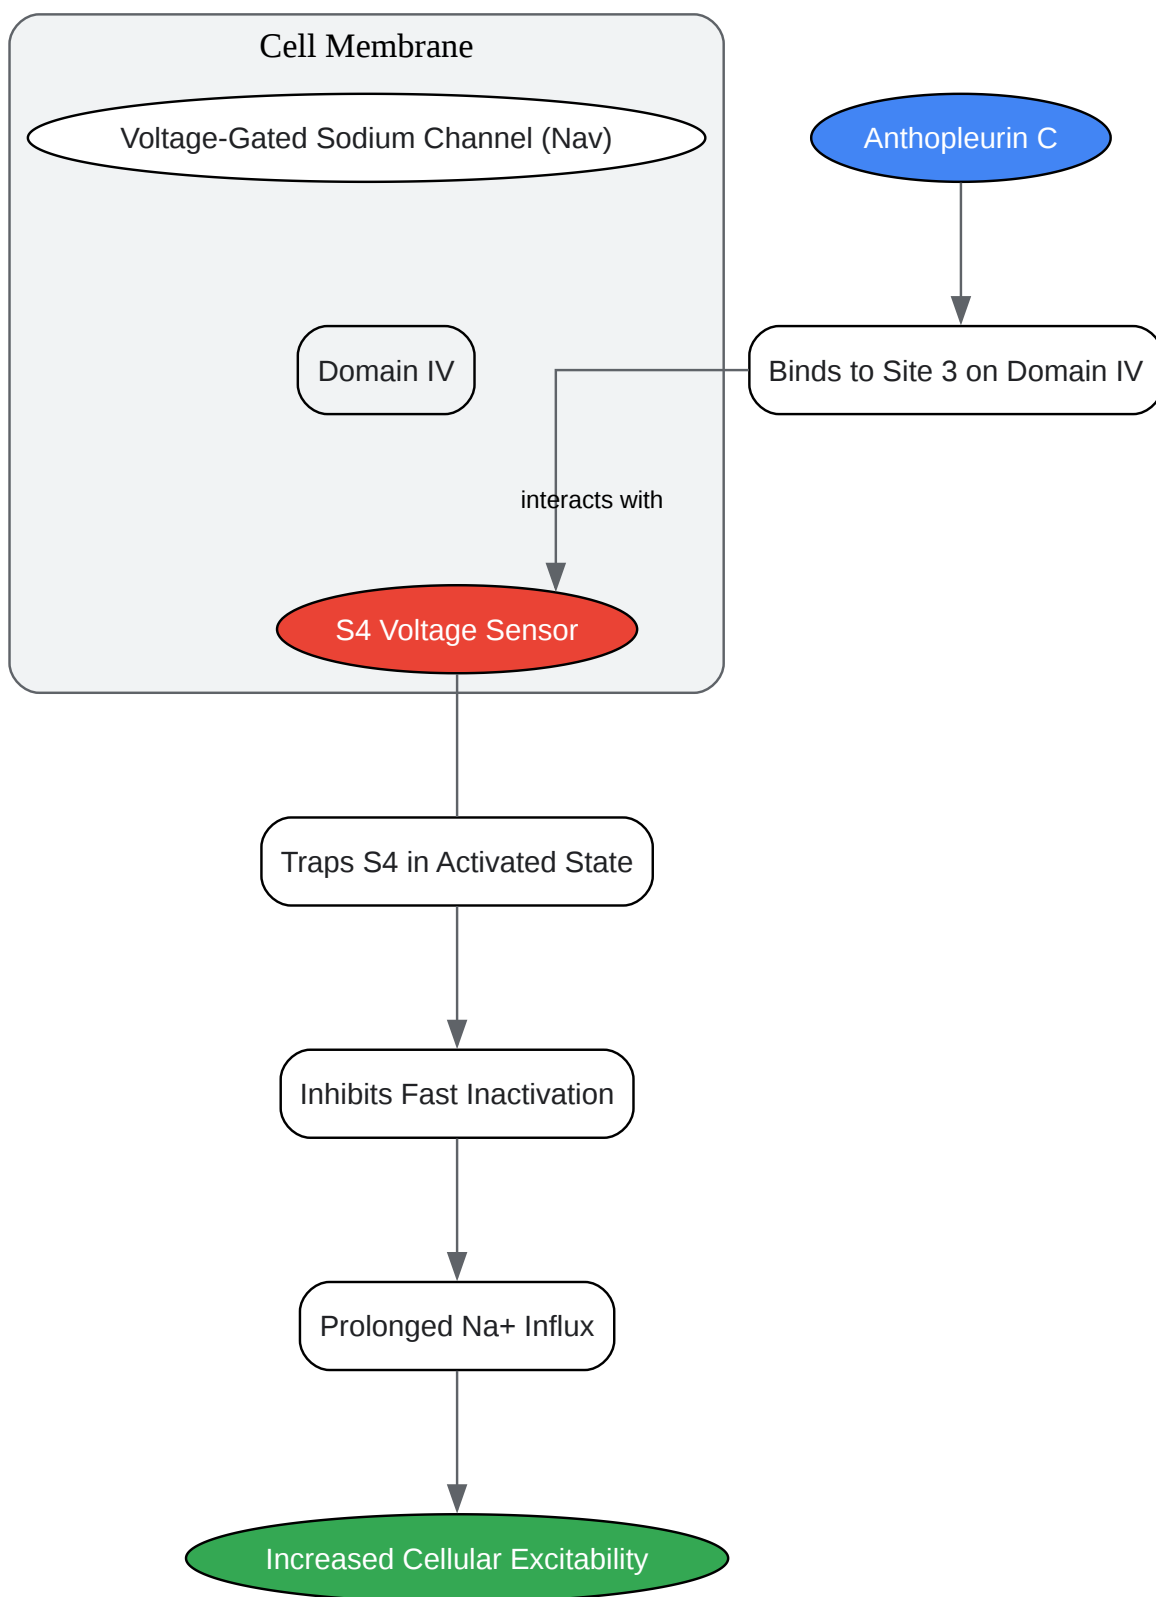 Cell Membrane
Voltage-Gated Sodium Channel (Nav)
Anthopleurin C
Domain IV
Binds to Site 3 on Domain IV
interacts with
S4 Voltage Sensor
Traps S4 in Activated State
Inhibits Fast Inactivation
Prolonged Na+ Influx
Increased Cellular Excitability